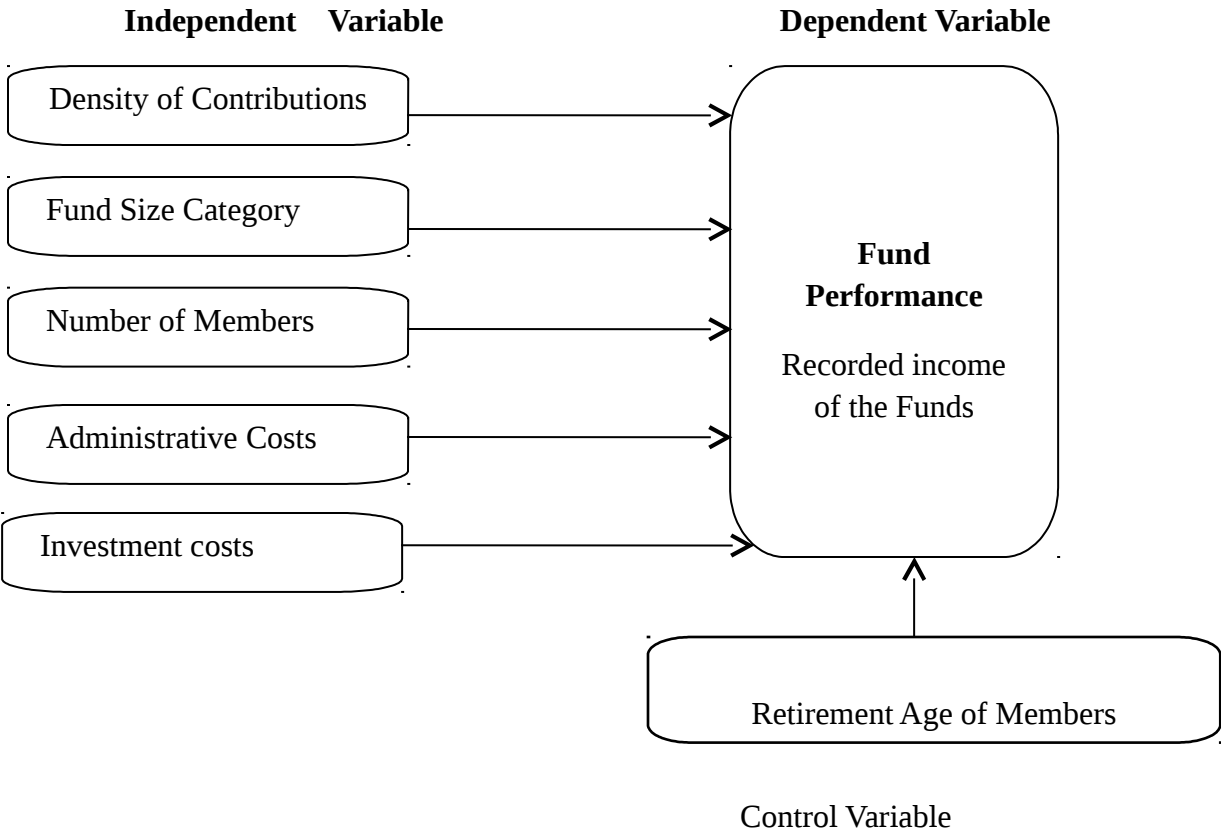 Independent Variable
Dependent Variable
Density of Contributions
Fund Size Category
Number of Members
Administrative Costs
Investment costs
Fund
Performance
Recorded income
of the Funds
Retirement Age of Members
Control Variable